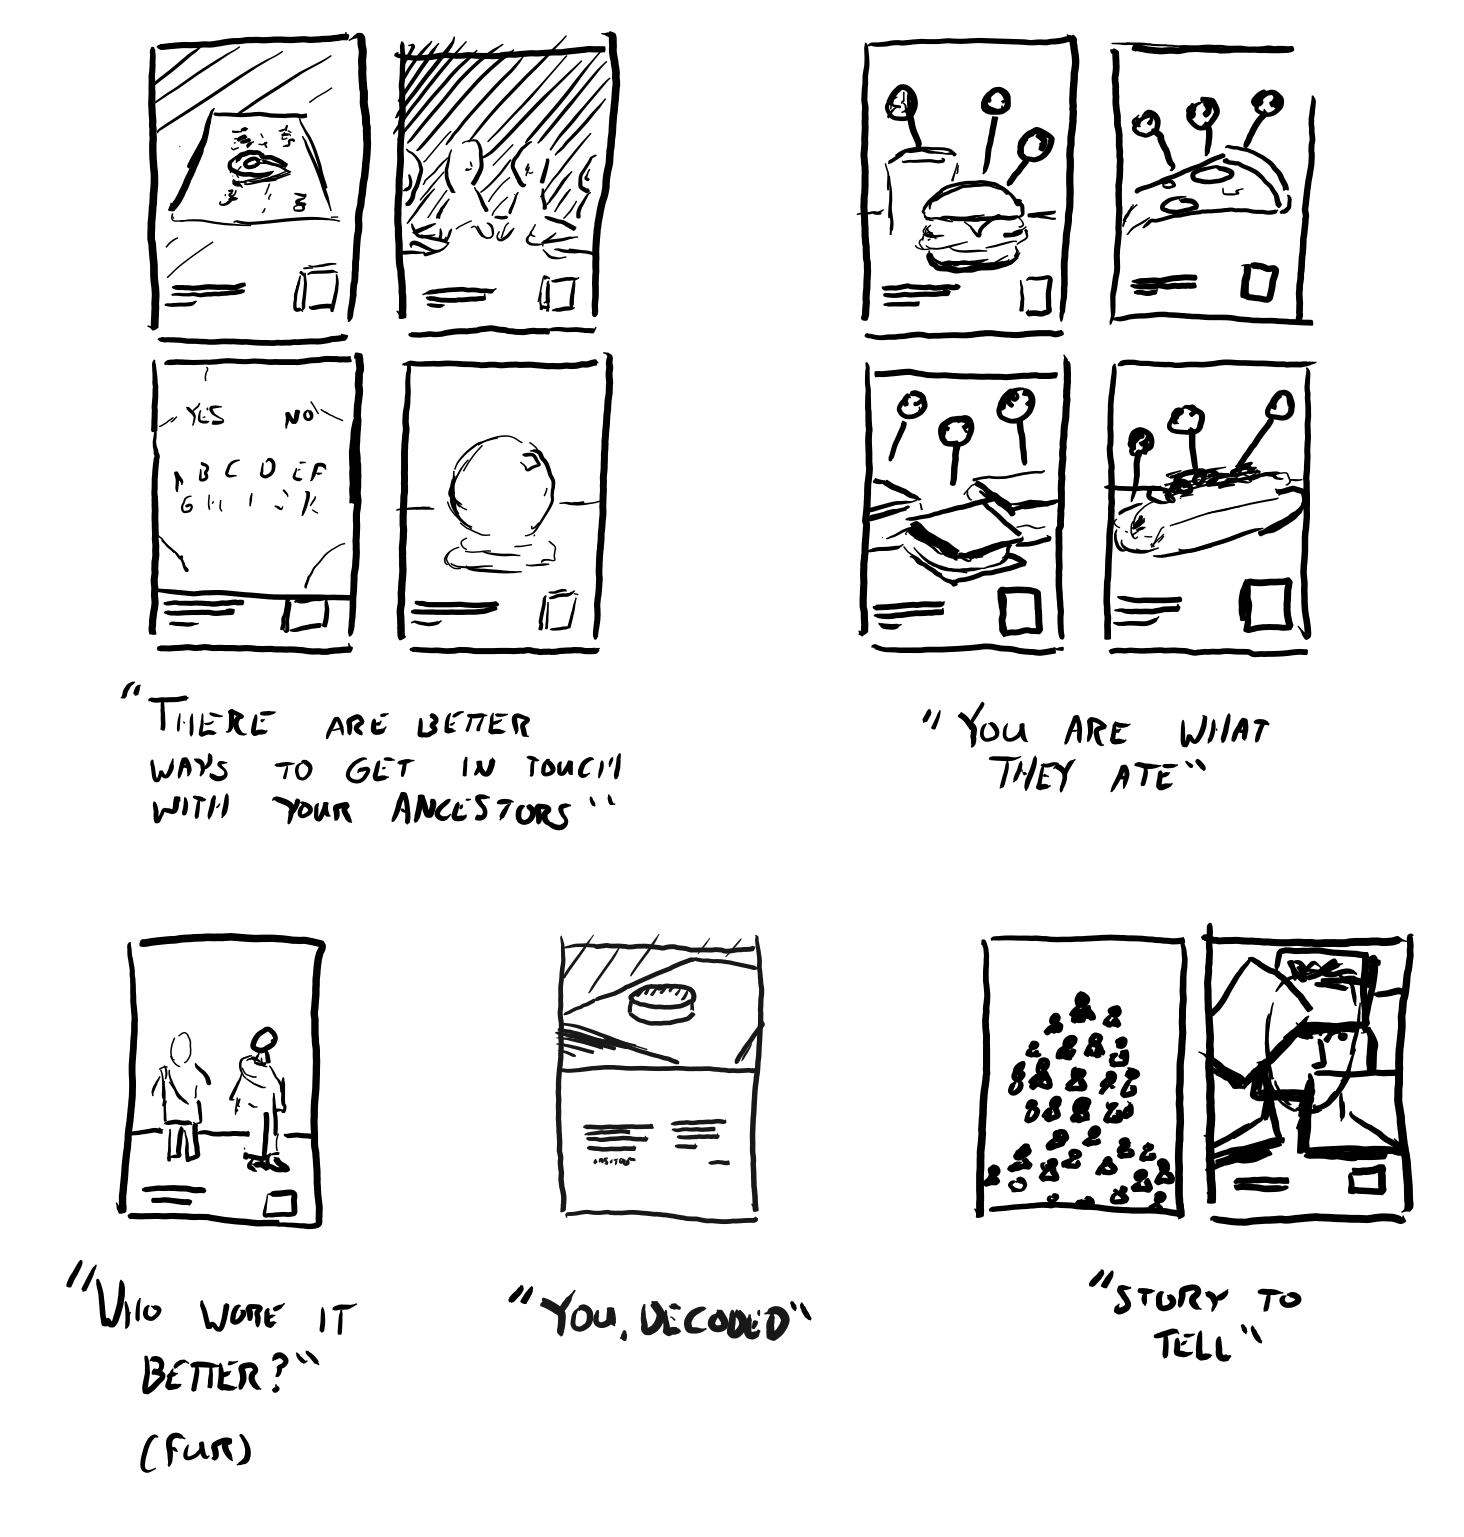 YES NO
A B C D E F
G H I J K
"THERE ARE BETTER
WAYS TO GET IN TOUCH
WITH YOUR ANCESTORS"
"YOU ARE WHAT
THEY ATE"
"WHO WORE IT
BETTER?"
(FUR)
"YOU, DECODED"
"STORY TO
TELL"